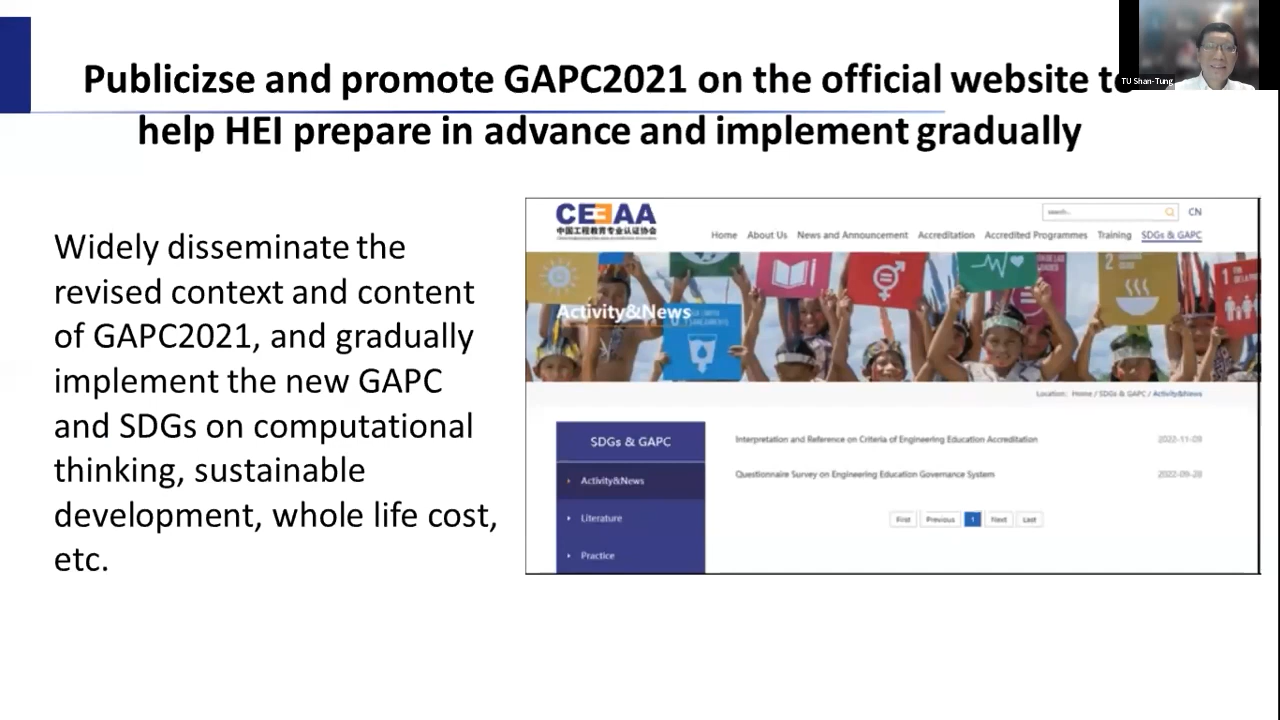 Publicizse and promote GAPC2021 on the official website to
help HEI prepare in advance and implement gradually
TU Shan-Tung
Widely disseminate the
revised context and content
of GAPC2021, and gradually
implement the new GAPC
and SDGs on computational
thinking, sustainable
development, whole life cost,
etc.
CEEAA
中国工程教育专业认证协会
search...
CN
Home About Us News and Announcement Accreditation Accredited Programmes Training SDGs & GAPC
2
1
Activity&News
Location: Home / SDGs & GAPC / Activity&News
SDGs & GAPC
Activity&News
Literature
Practice
Interpretation and Reference on Criteria of Engineering Education Accreditation 2022-11-09
Questionnaire Survey on Engineering Education Governance System 2022-09-28
First Previous 1 Next Last